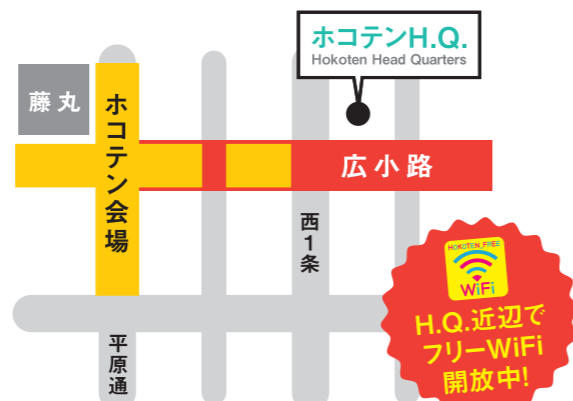 ホコテンH.Q.
Hokoten Head Quarters
藤丸
ホコテン会場
広小路
西1条
平原通
HOKOTEN_FREE
WiFi
H.Q.近辺で
フリーWiFi
開放中!